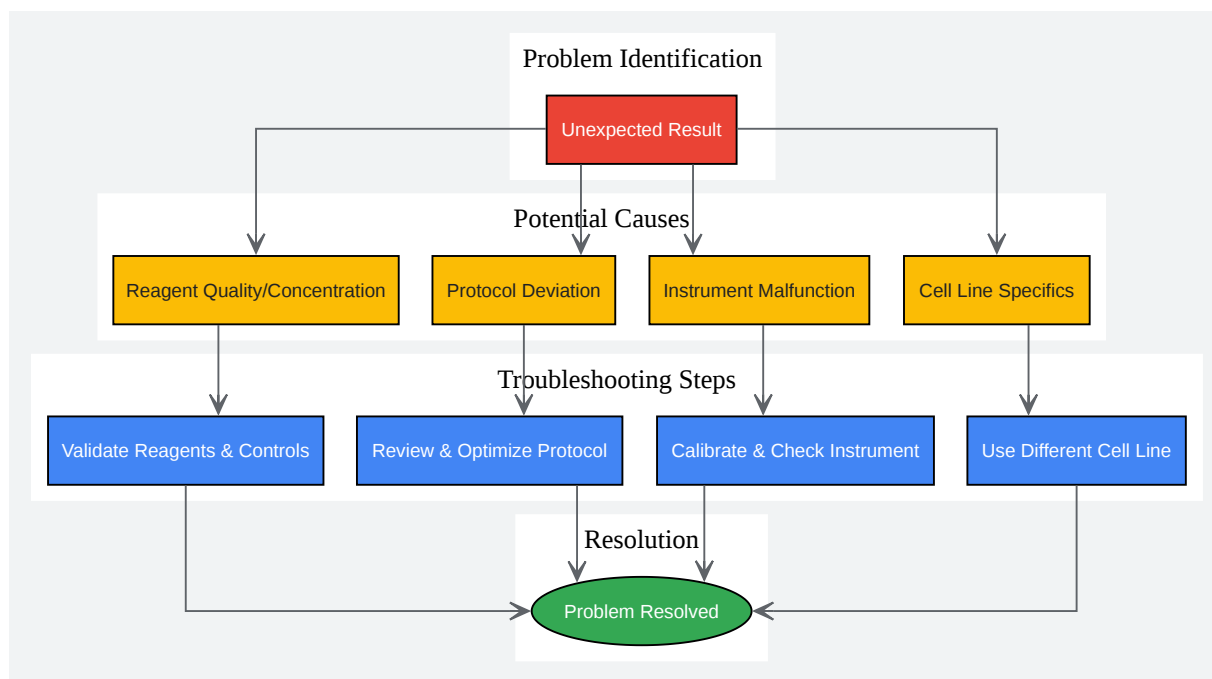 Problem Identification
Unexpected Result
Potential Causes
Reagent Quality/Concentration
Protocol Deviation
Instrument Malfunction
Cell Line Specifics
Troubleshooting Steps
Validate Reagents & Controls
Review & Optimize Protocol
Calibrate & Check Instrument
Use Different Cell Line
Resolution
Problem Resolved